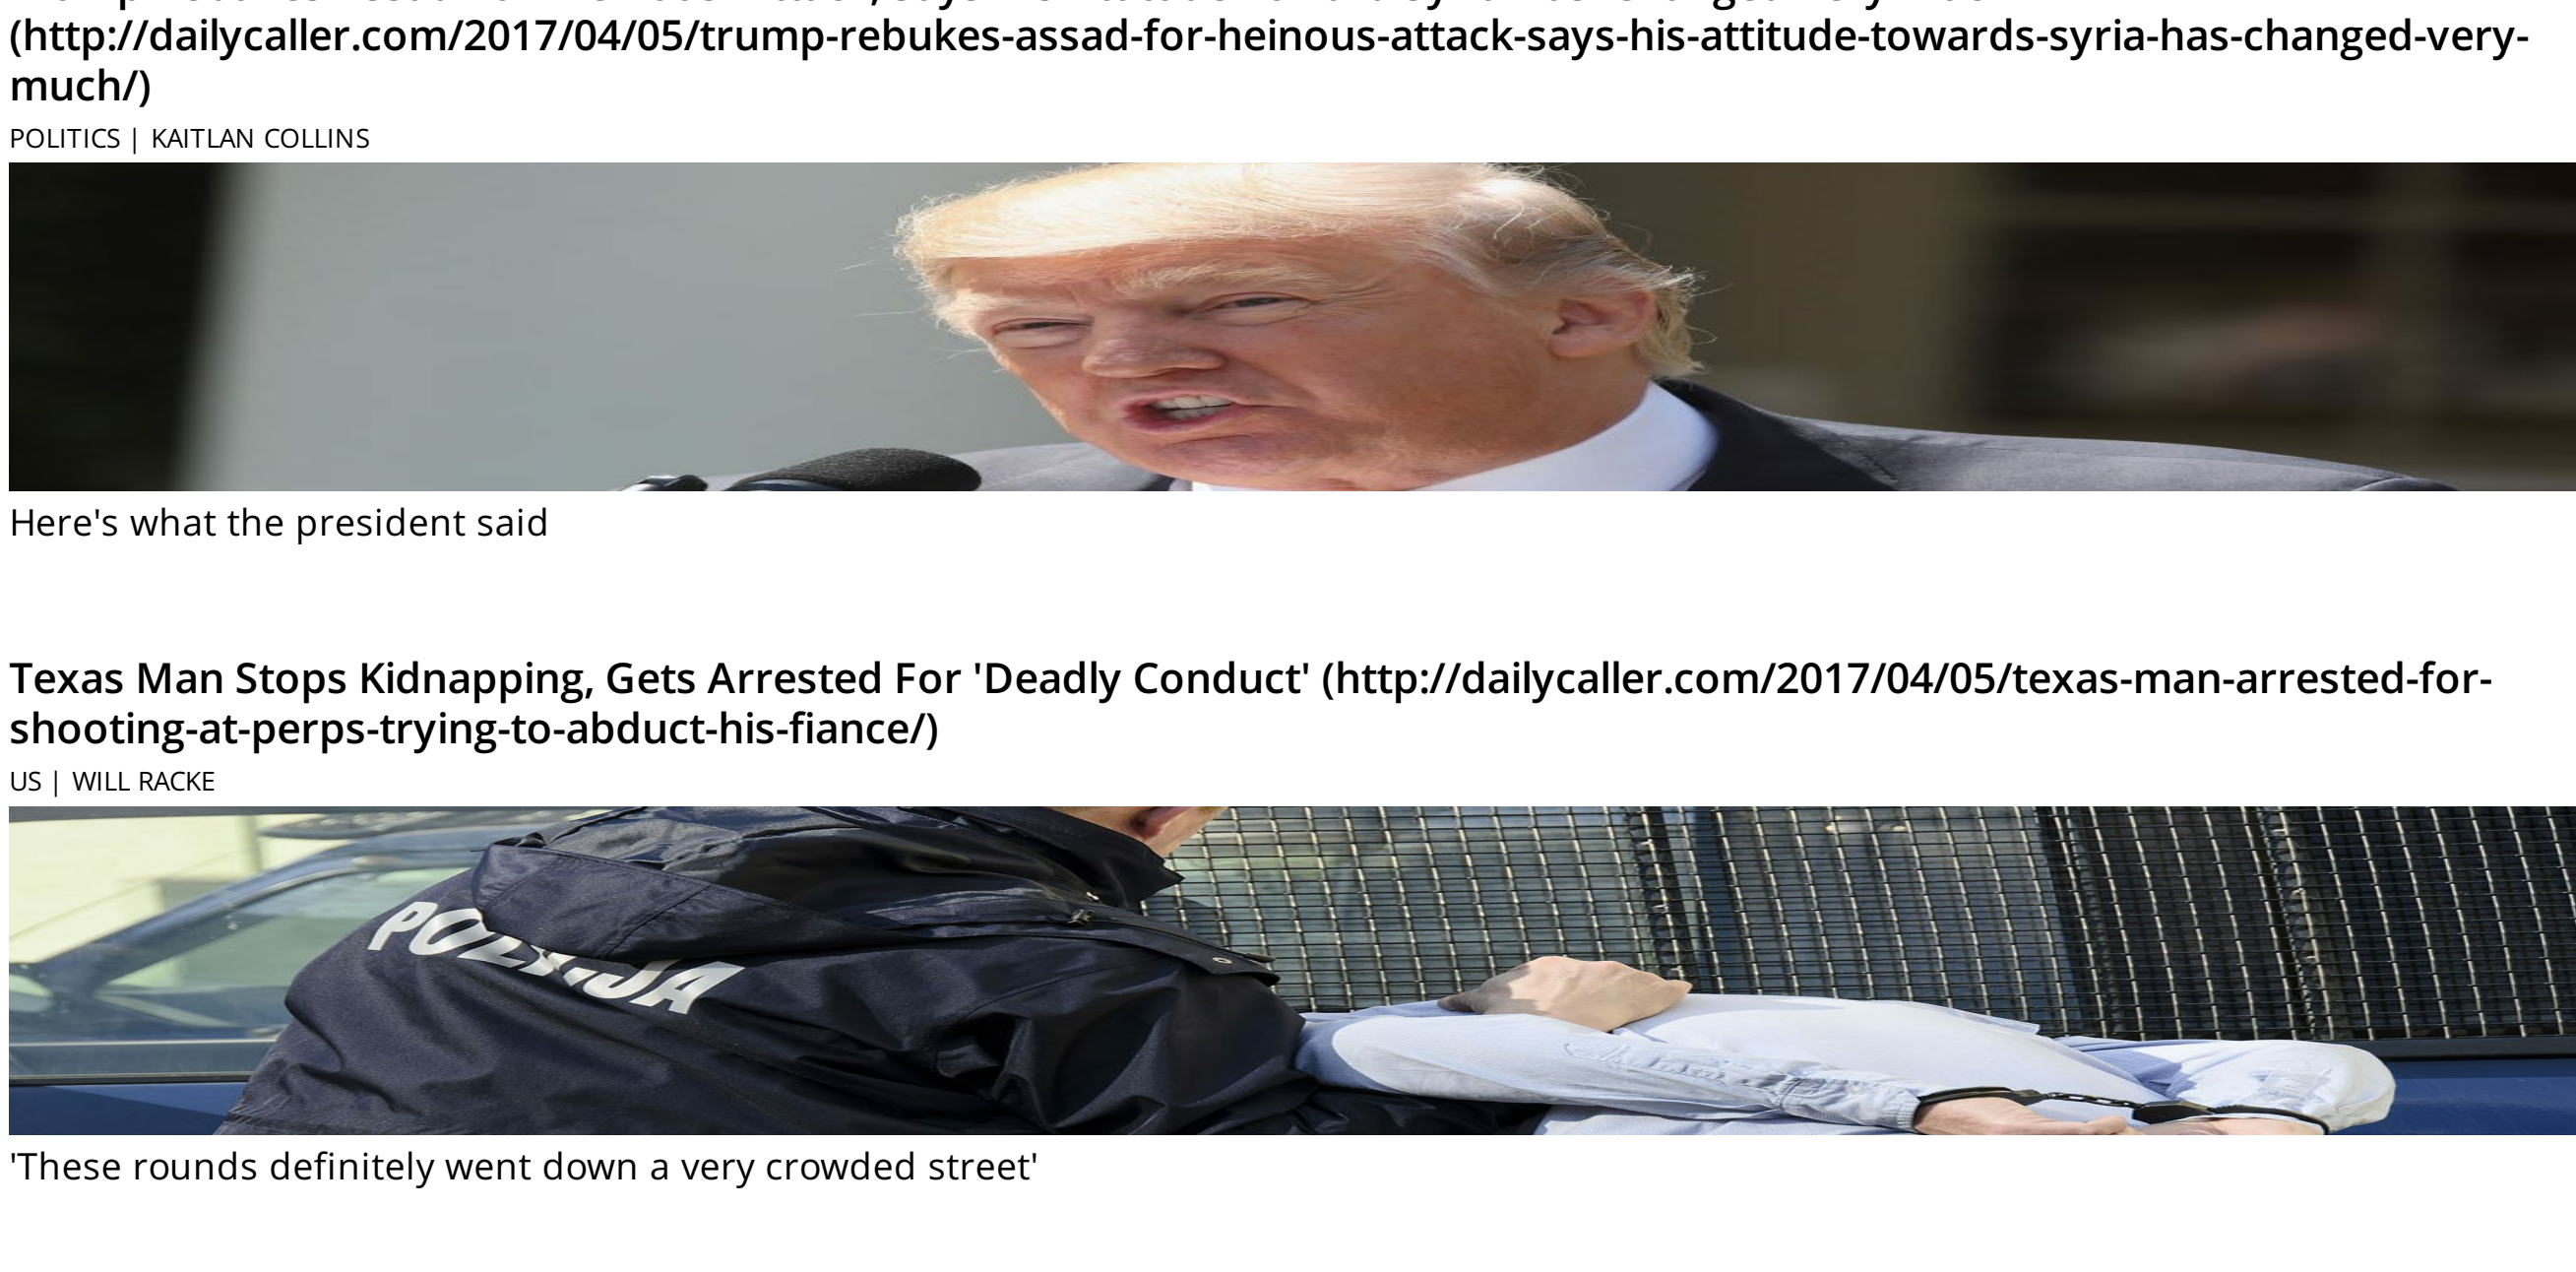 (http://dailycaller.com/2017/04/05/trump-rebukes-assad-for-heinous-attack-says-his-attitude-towards-syria-has-changed-very-
much/)
POLITICS | KAITLAN COLLINS
Here's what the president said
Texas Man Stops Kidnapping, Gets Arrested For 'Deadly Conduct' (http://dailycaller.com/2017/04/05/texas-man-arrested-for-
shooting-at-perps-trying-to-abduct-his-fiance/)
US | WILL RACKE
POLICIJA
'These rounds definitely went down a very crowded street'